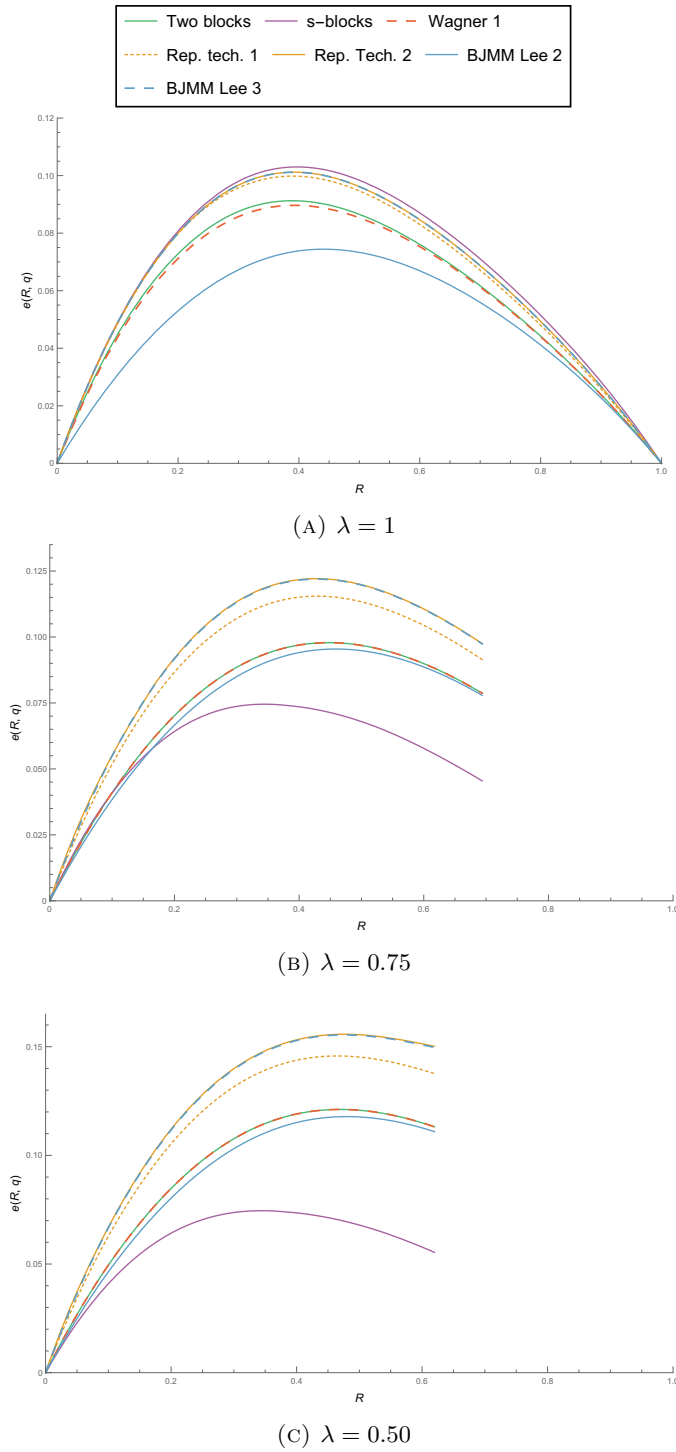 Two blocks s-blocks Wagner 1
Rep. tech. 1 Rep. Tech. 2 BJMM Lee 2
BJMM Lee 3
0.12
0.10
0.08
0.06
0.04
0.02
0.00
e(R, q)
0 0.2 0.4 0.6 0.8 1.0
R
(A) λ = 1
0.125
0.100
0.075
0.050
0.025
0
e(R, q)
0 0.2 0.4 0.6 0.8 1.0
R
(B) λ = 0.75
0.15
0.10
0.05
0
e(R, q)
0.0 0.2 0.4 0.6 0.8 1.0
R
(C) λ = 0.50